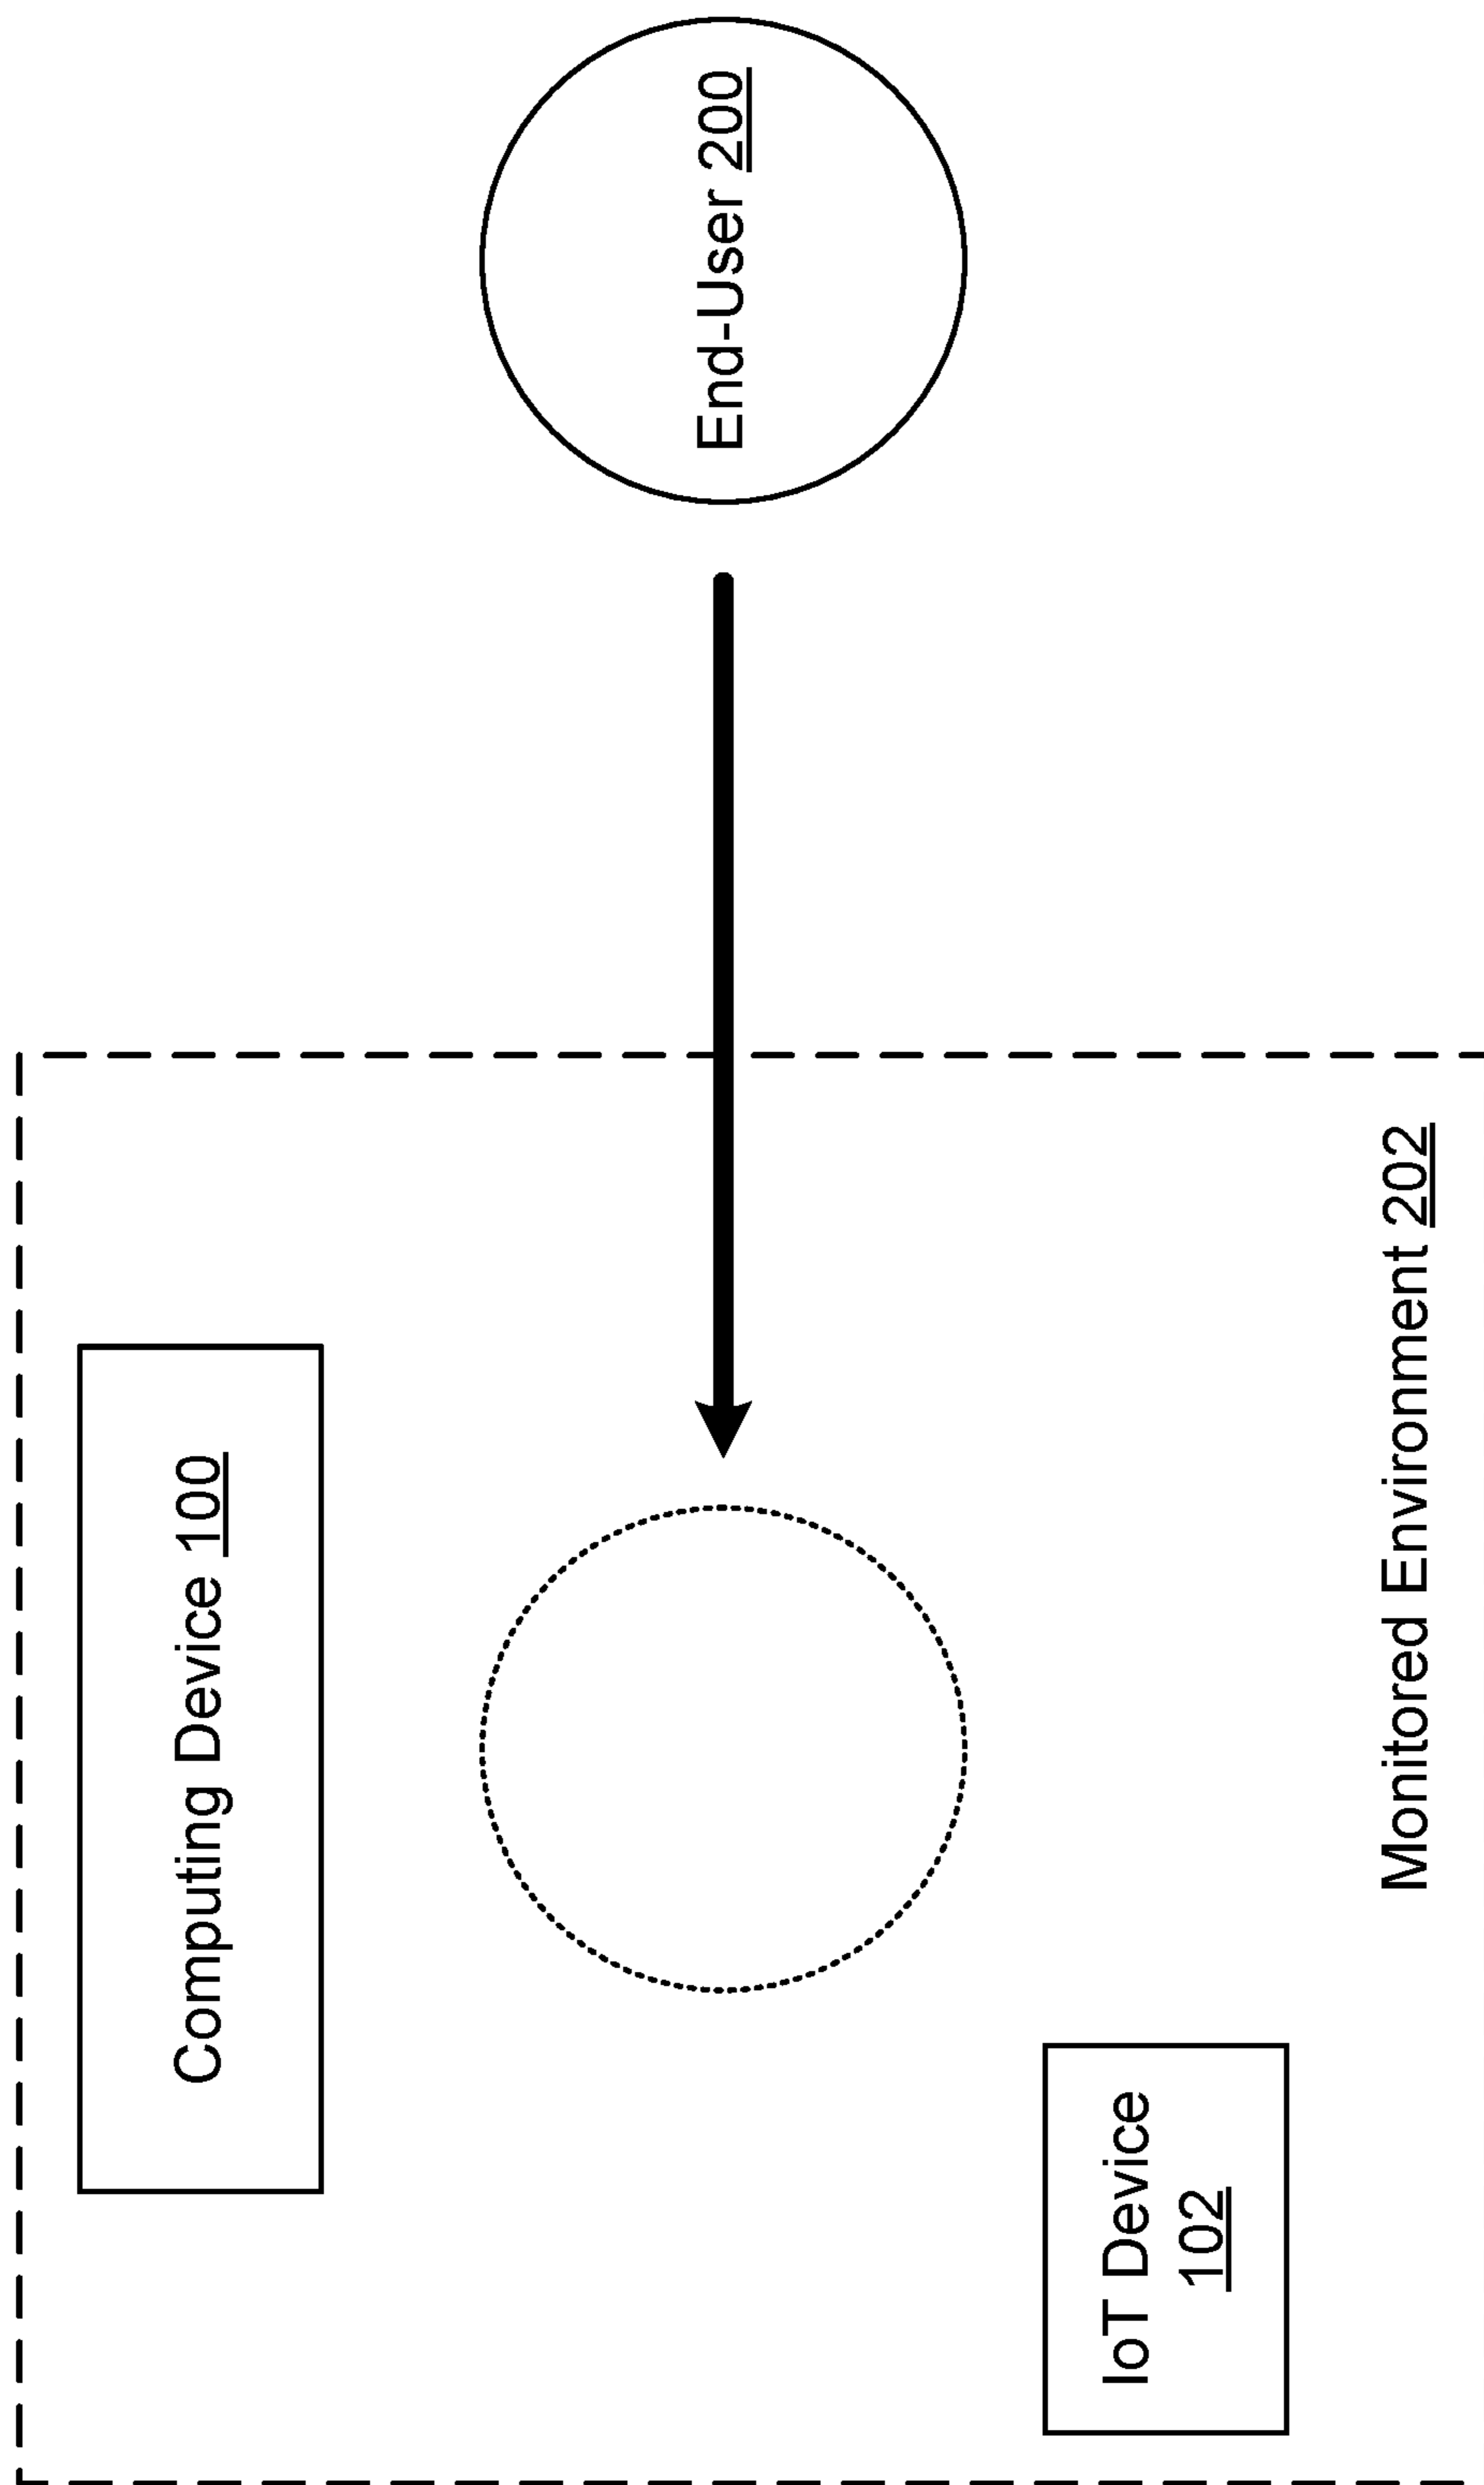 Computing Device 100
End-User 200
IoT Device
102
Monitored Environment 202